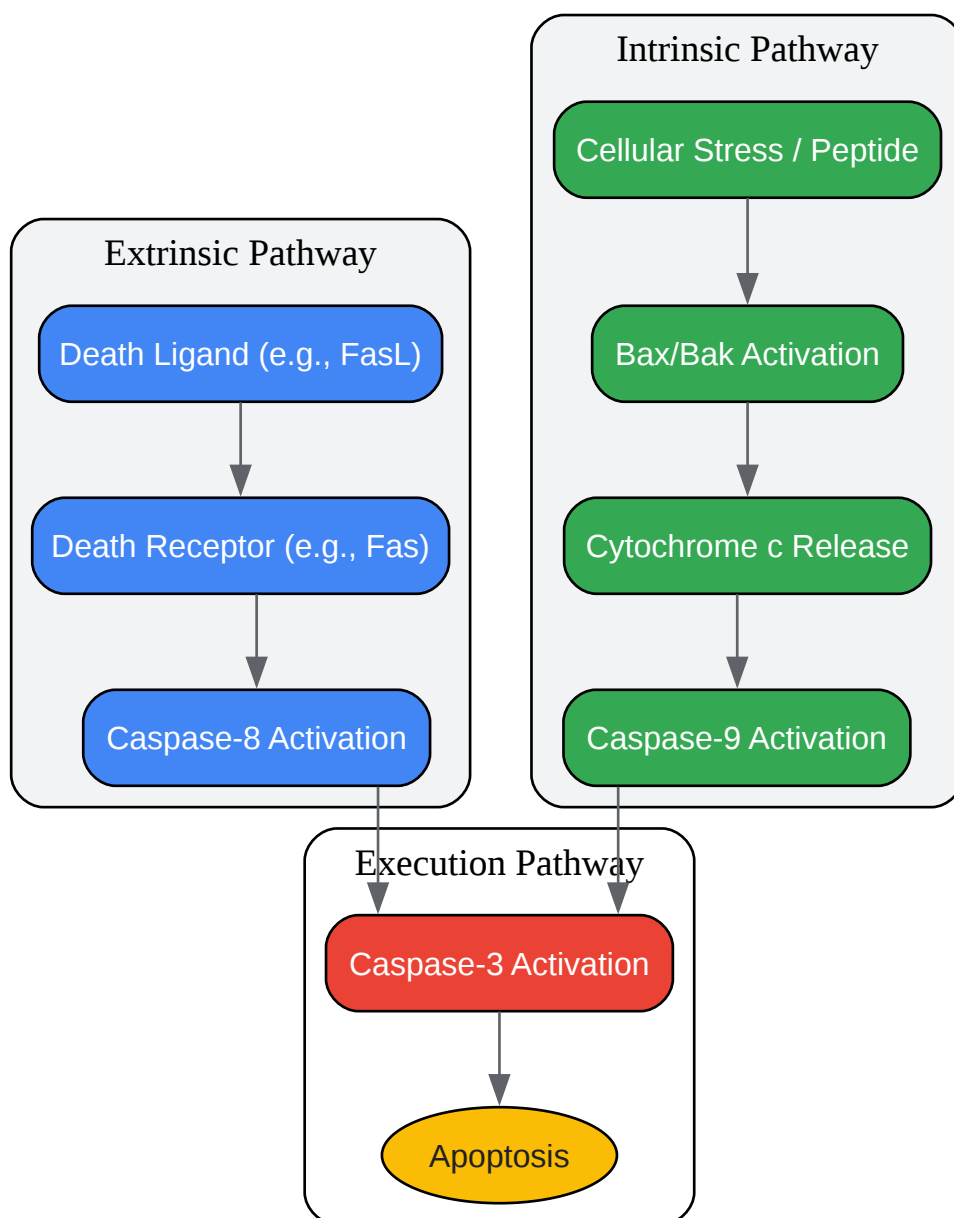 Intrinsic Pathway
Cellular Stress / Peptide
Bax/Bak Activation
Cytochrome c Release
Caspase-9 Activation
Extrinsic Pathway
Death Ligand (e.g., FasL)
Death Receptor (e.g., Fas)
Caspase-8 Activation
Execution Pathway
Caspase-3 Activation
Apoptosis